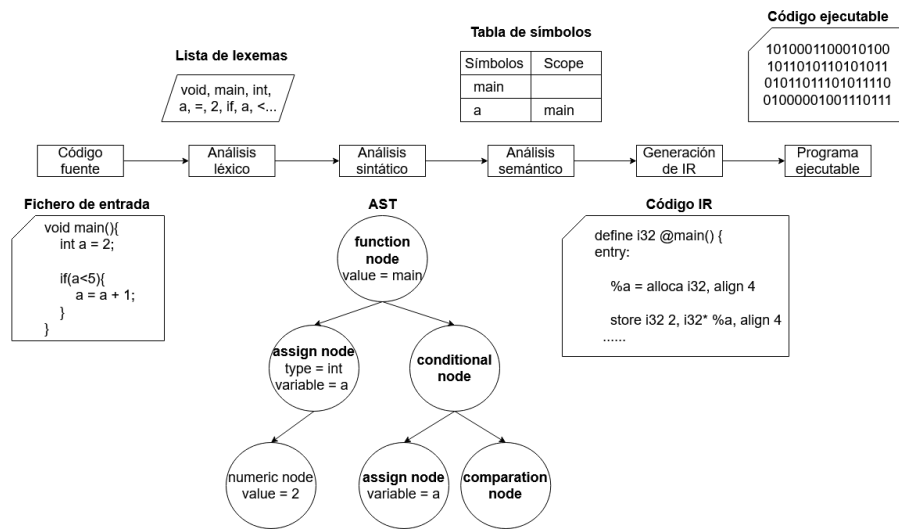 Código ejecutable
1010001100010100
1011010110101011
0101101110101110
01000001001110111
Tabla de símbolos
Símbolos Scope
main
a main
Lista de lexemas
void, main, int,
a, =, 2, if, a, <...
Código
fuente
Análisis
léxico
Análisis
sintático
Análisis
semántico
Generación
de IR
Programa
ejecutable
Fichero de entrada
void main(){
int a = 2;
if(a<5){
a = a + 1;
}
}
AST
function
node
value = main
assign node
type = int
variable = a
conditional
node
numeric node
value = 2
assign node
variable = a
comparation
node
Código IR
define i32 @main() {
entry:
%a = alloca i32, align 4
store i32 2, i32* %a, align 4
......